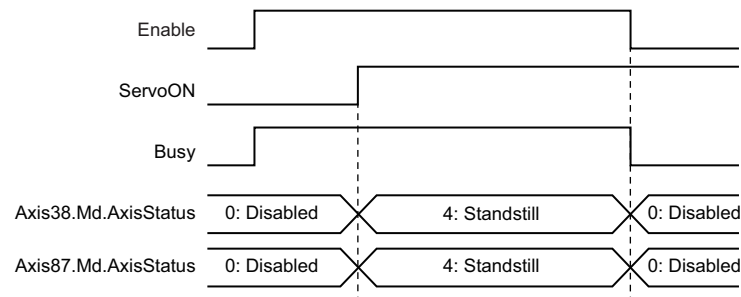 Enable
ServoON
Busy
Axis38.Md.AxisStatus 0: Disabled 4: Standstill 0: Disabled
Axis87.Md.AxisStatus 0: Disabled 4: Standstill 0: Disabled